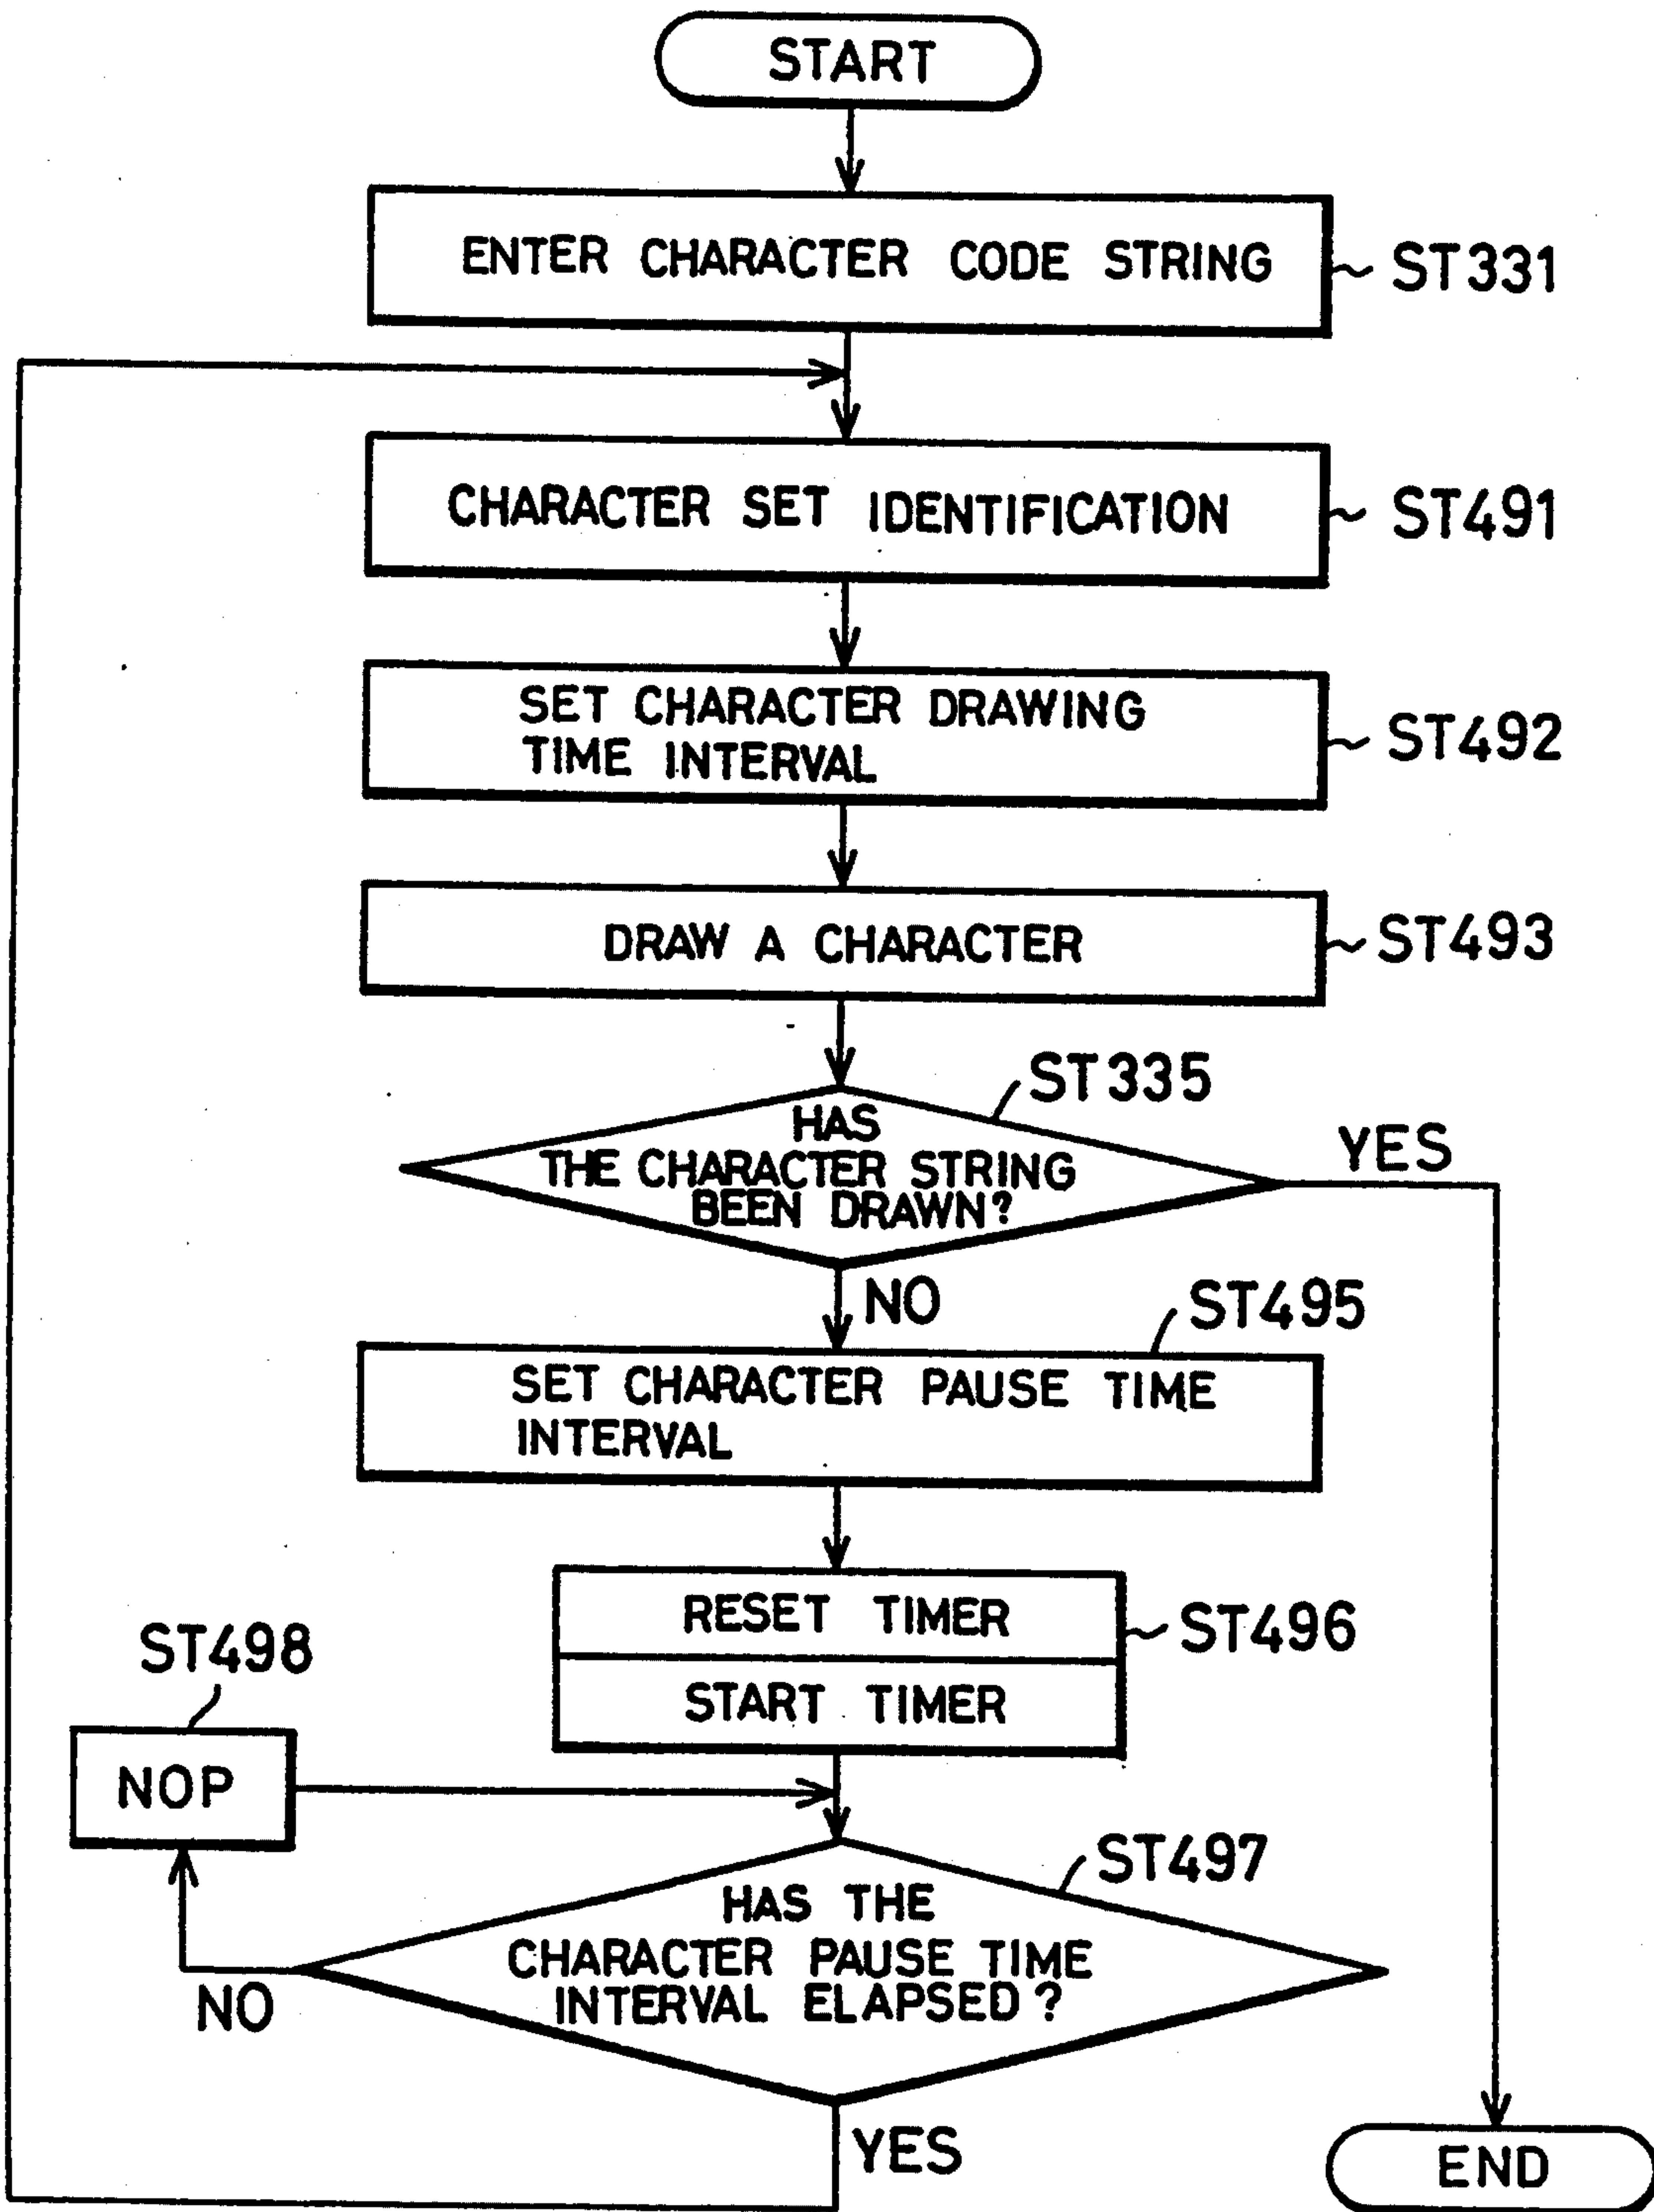 START
ENTER CHARACTER CODE STRING
ST331
CHARACTER SET IDENTIFICATION
ST491
SET CHARACTER DRAWING
TIME INTERVAL
ST492
DRAW A CHARACTER
ST493
ST335
HAS
THE CHARACTER STRING
BEEN DRAWN?
YES
NO
ST495
SET CHARACTER PAUSE TIME
INTERVAL
RESET TIMER
ST496
START TIMER
ST498
NOP
ST497
HAS THE
CHARACTER PAUSE TIME
INTERVAL ELAPSED?
NO
YES
END